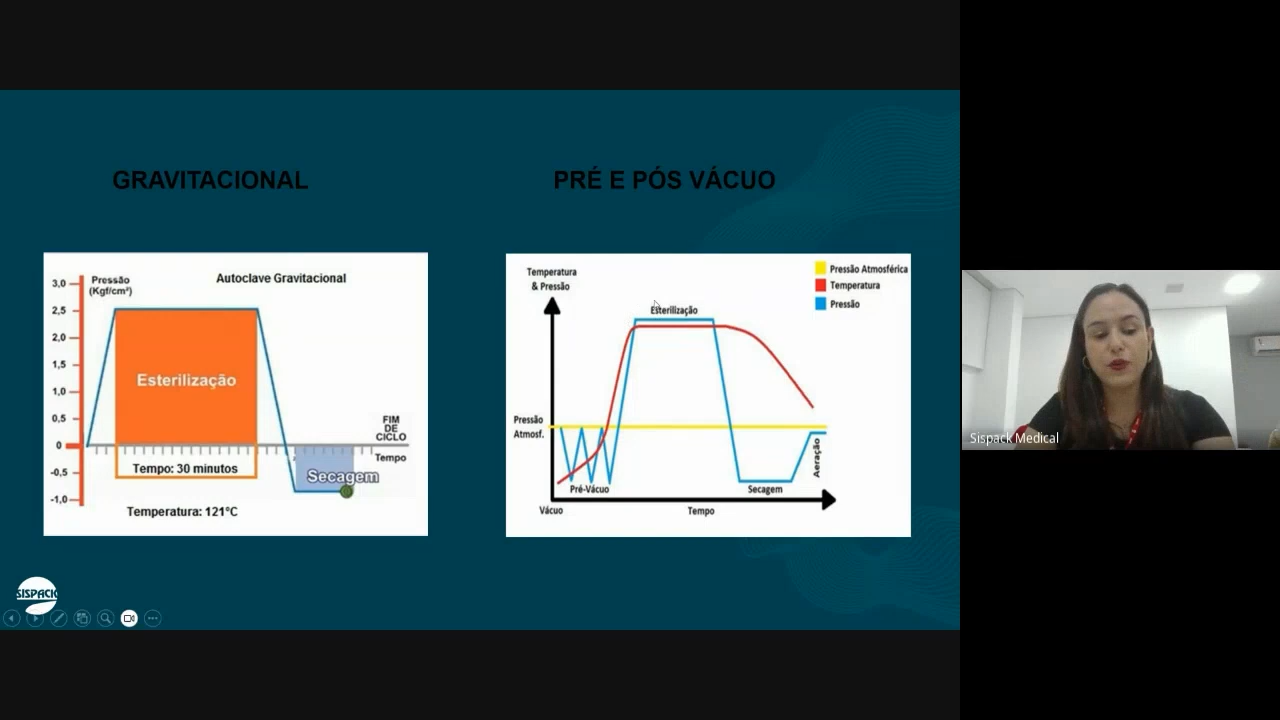 GRAVITACIONAL
PRÉ E PÓS VÁCUO
Autoclave Gravitacional
Pressão
(Kgf/cm²)
3,0
2,5
2,0
1,5
1,0
0,5
0
-0,5
-1,0
Esterilização
Tempo: 30 minutos
Temperatura: 121°C
Secagem
FIM
DE
CICLO
Tempo
Temperatura
& Pressão
Pressão Atmosférica
Temperatura
Pressão
Esterilização
Pressão
Atmosf.
Pré-Vácuo
Secagem
Aeração
Vácuo
Tempo
SISPACK
Sispack Medical